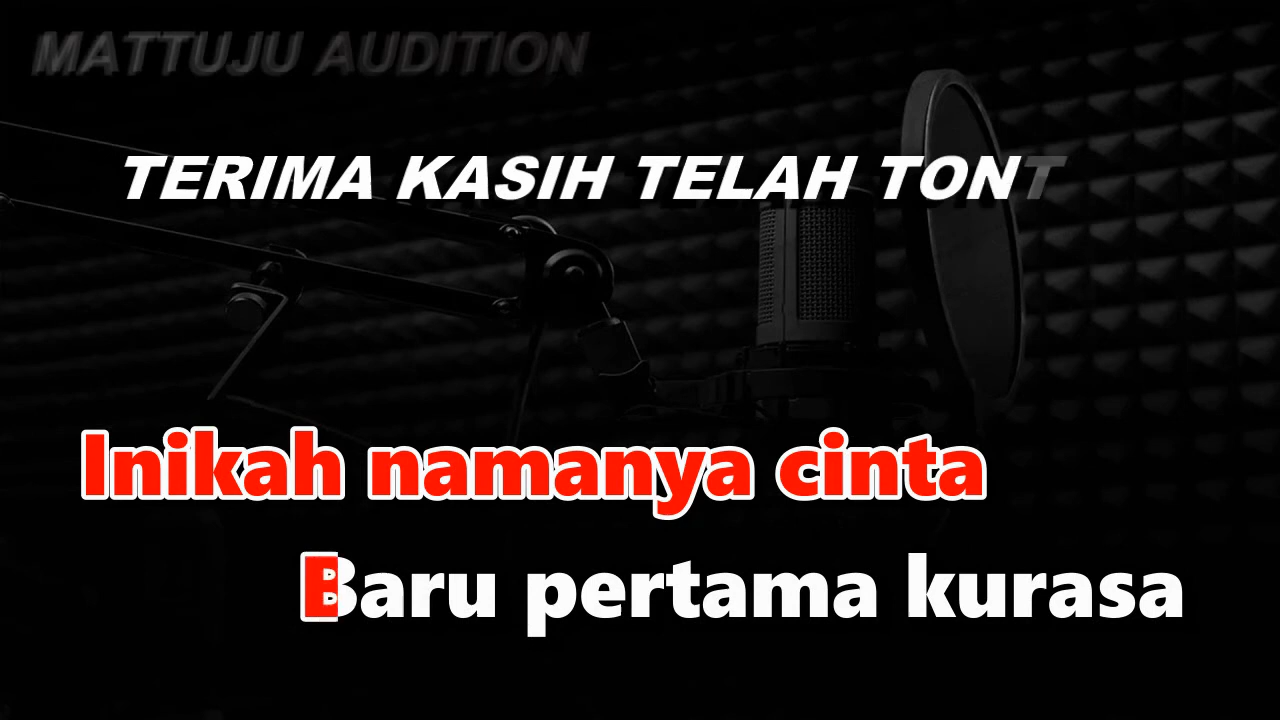 MATTUJU AUDITION
TERIMA KASIH TELAH TONT
Inikah namanya cinta
Baru pertama kurasa